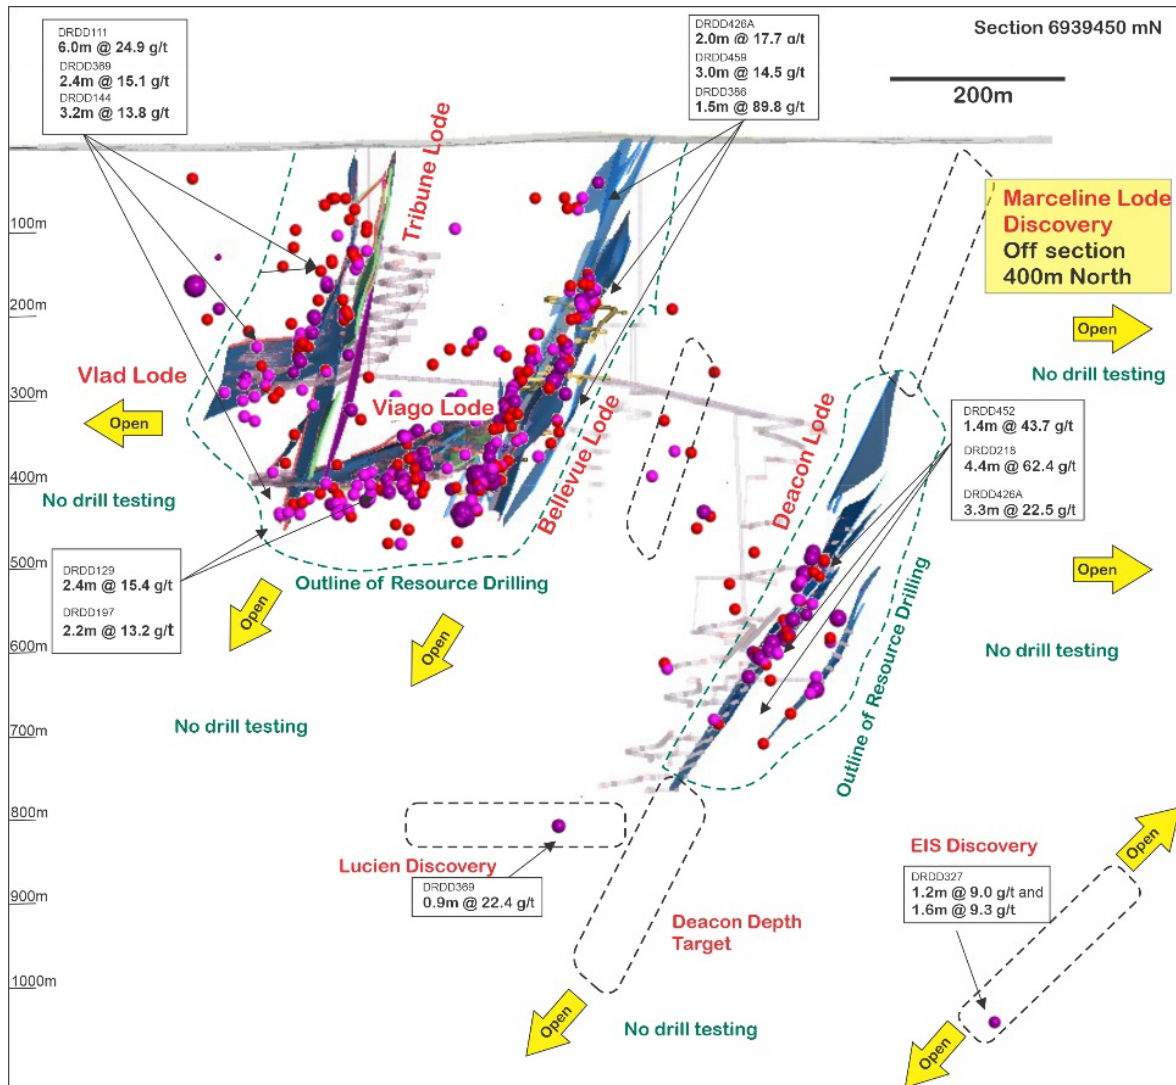 Section 6939450 mN
200m
DRDD111
6.0m @ 24.9 g/t
DRDD369
2.4m @ 15.1 g/t
DRDD144
3.2m @ 13.8 g/t
DRDD426A
2.0m @ 17.7 g/t
DRDD459
3.0m @ 14.5 g/t
DRDD386
1.5m @ 89.8 g/t
Tribune Lode
Marceline Lode
Discovery
Off section
400m North
100m
200m
300m
400m
500m
600m
700m
800m
900m
1000m
Open
No drill testing
Vlad Lode
Viago Lode
Bellevue Lode
Deacon Lode
Open
No drill testing
DRDD452
1.4m @ 43.7 g/t
DRDD218
4.4m @ 62.4 g/t
DRDD426A
3.3m @ 22.5 g/t
DRDD129
2.4m @ 15.4 g/t
DRDD197
2.2m @ 13.2 g/t
Outline of Resource Drilling
Open
Open
Open
No drill testing
No drill testing
Outline of Resource Drilling
Lucien Discovery
DRDD369
0.9m @ 22.4 g/t
Deacon Depth
Target
EIS Discovery
DRDD327
1.2m @ 9.0 g/t and
1.6m @ 9.3 g/t
Open
Open
No drill testing
Open